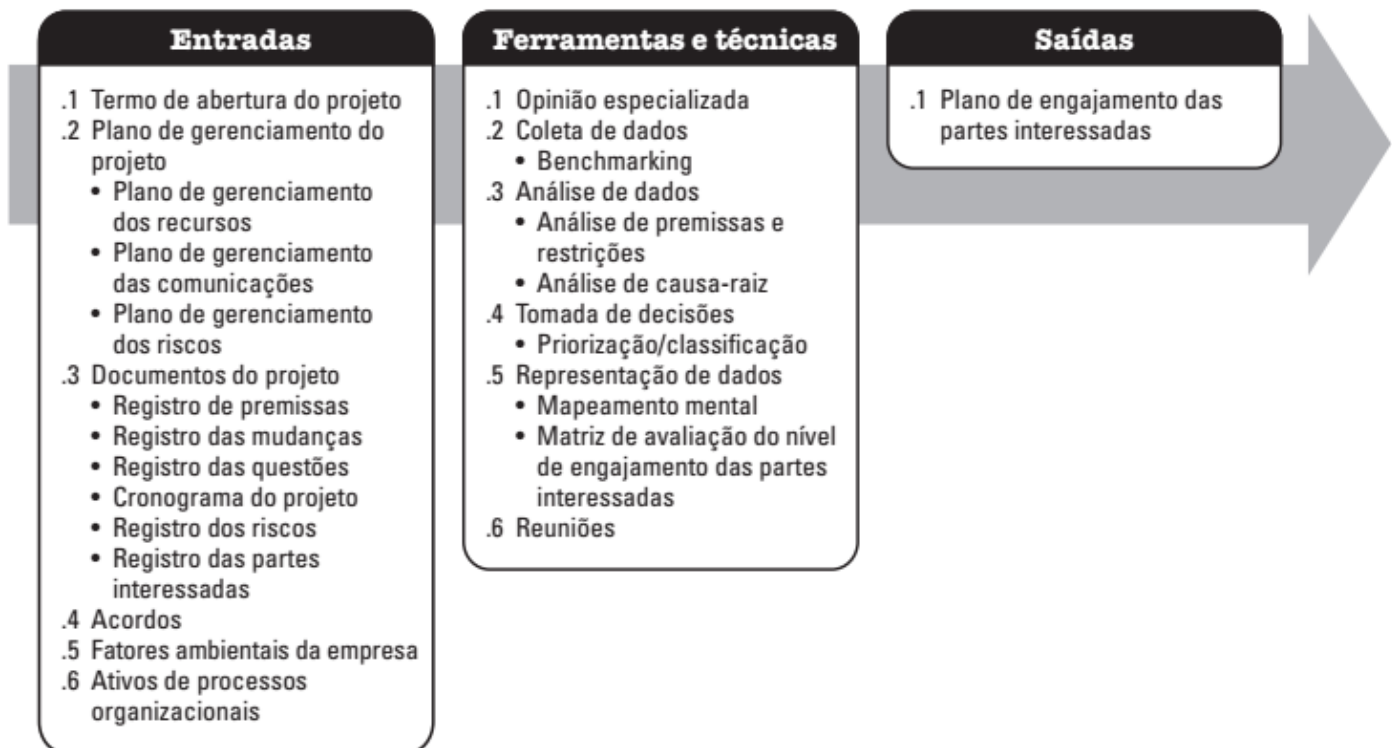 Entradas
.1 Termo de abertura do projeto
.2 Plano de gerenciamento do
projeto
• Plano de gerenciamento
dos recursos
• Plano de gerenciamento
das comunicações
• Plano de gerenciamento
dos riscos
.3 Documentos do projeto
• Registro de premissas
• Registro das mudanças
• Registro das questões
• Cronograma do projeto
• Registro dos riscos
• Registro das partes
interessadas
.4 Acordos
.5 Fatores ambientais da empresa
.6 Ativos de processos
organizacionais
Ferramentas e técnicas
.1 Opinião especializada
.2 Coleta de dados
• Benchmarking
.3 Análise de dados
• Análise de premissas e
restrições
• Análise de causa-raiz
.4 Tomada de decisões
• Priorização/classificação
.5 Representação de dados
• Mapeamento mental
• Matriz de avaliação do nível
de engajamento das partes
interessadas
.6 Reuniões
Saídas
.1 Plano de engajamento das
partes interessadas